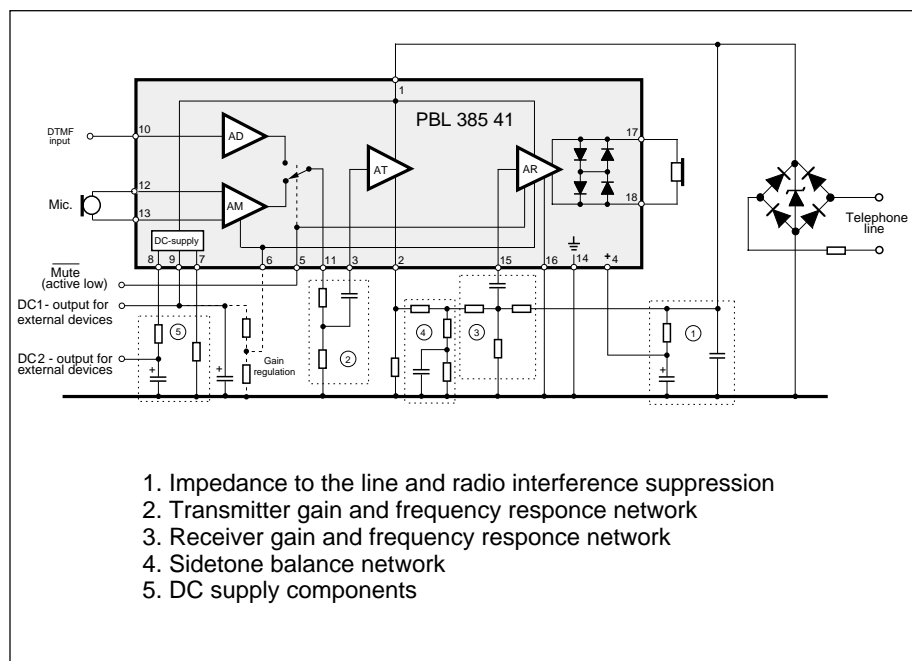 1
PBL 385 41
DTMF
input
10
AD
17
AT
AR
12
Mic.
AM
13
18
Telephone
line
DC-supply
8 9 7 6 5 11 3 2 15 16 14 + 4
Mute
(active low)
DC1 - output for
external devices
5
4
3
1
2
DC2 - output for
external devices
Gain
regulation
+
+
+
1. Impedance to the line and radio interference suppression
2. Transmitter gain and frequency responce network
3. Receiver gain and frequency responce network
4. Sidetone balance network
5. DC supply components